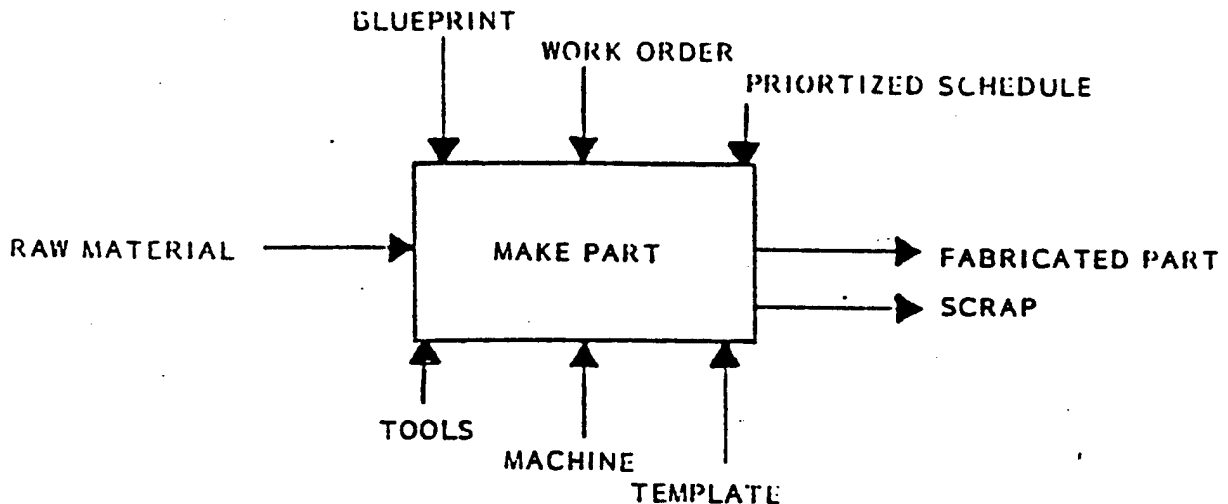 BLUEPRINT
WORK ORDER
PRIORTIZED SCHEDULE
RAW MATERIAL
MAKE PART
FABRICATED PART
SCRAP
TOOLS
MACHINE
TEMPLATE